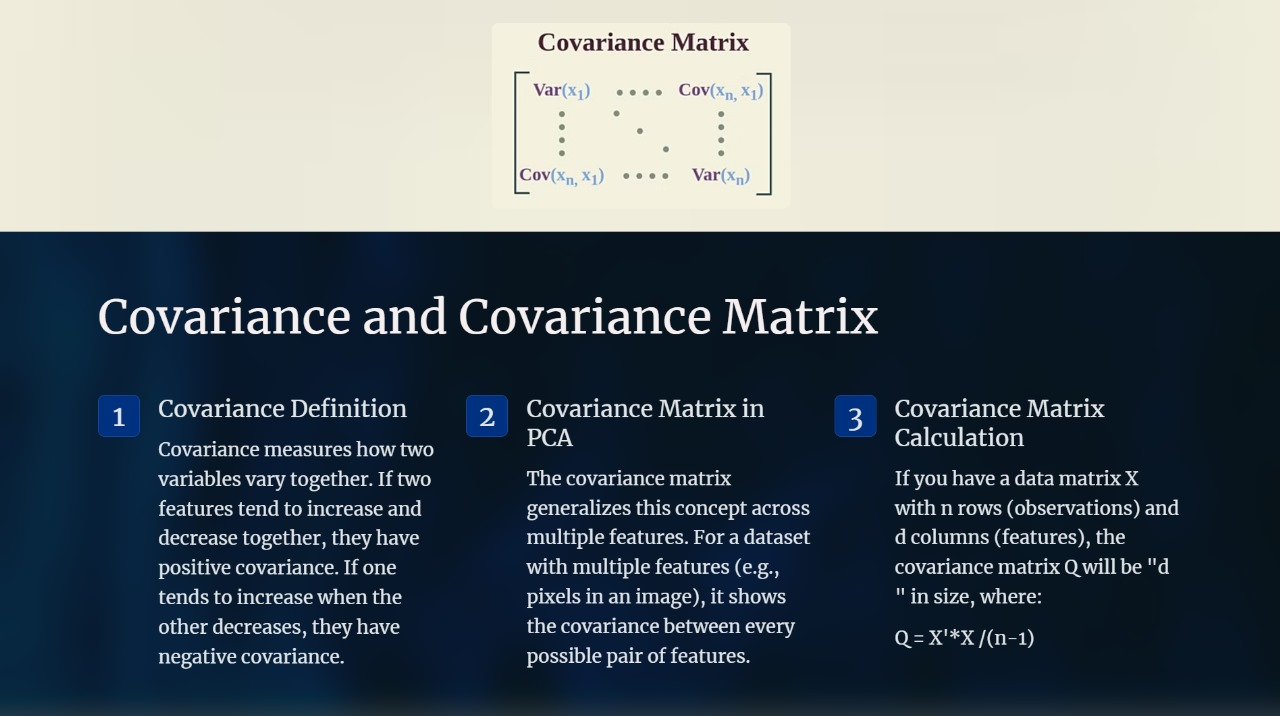 Covariance Matrix
Var(x1) Cov(xn, x1)
Cov(xn, x1) Var(xn)
Covariance and Covariance Matrix
1
Covariance Definition
Covariance measures how two
variables vary together. If two
features tend to increase and
decrease together, they have
positive covariance. If one
tends to increase when the
other decreases, they have
negative covariance.
2
Covariance Matrix in
PCA
The covariance matrix
generalizes this concept across
multiple features. For a dataset
with multiple features (e.g.,
pixels in an image), it shows
the covariance between every
possible pair of features.
3
Covariance Matrix
Calculation
If you have a data matrix X
with n rows (observations) and
d columns (features), the
covariance matrix Q will be "d
" in size, where:
Q = X'*X /(n-1)